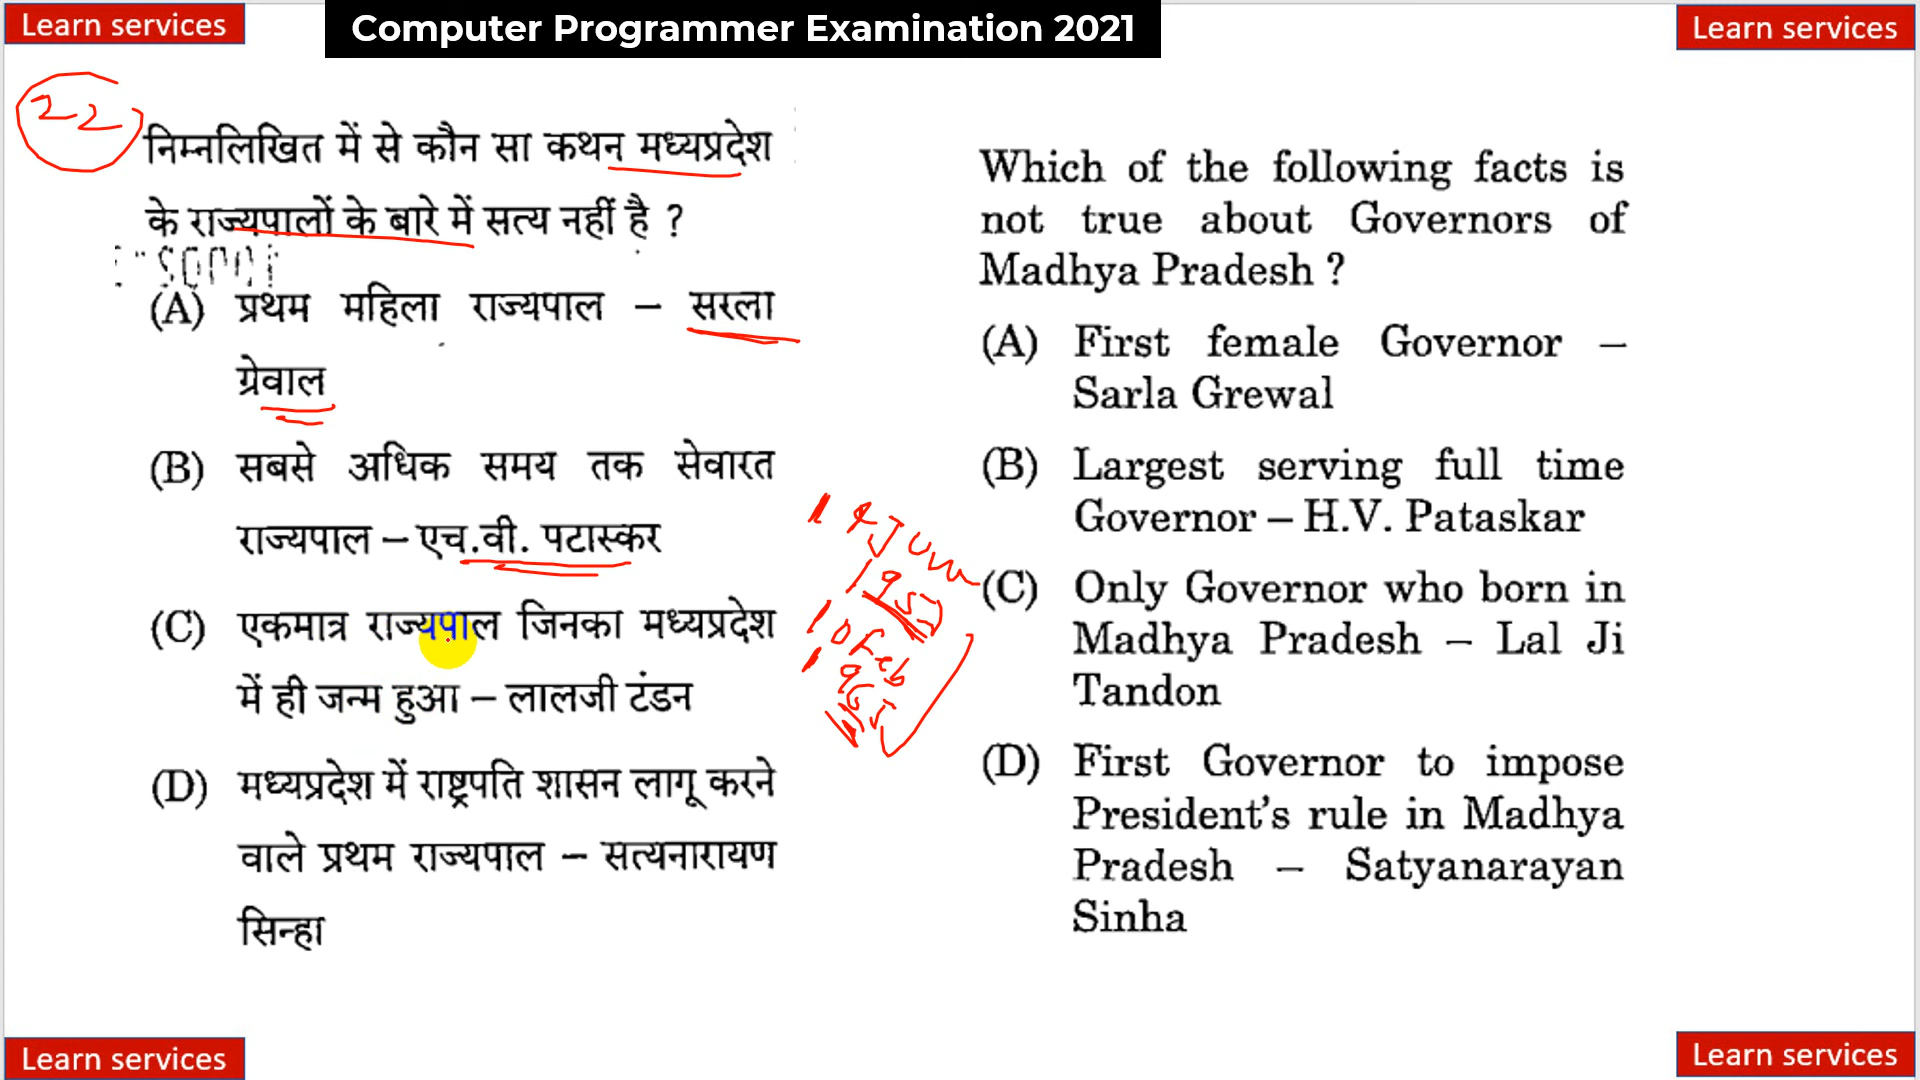 Learn services
Computer Programmer Examination 2021
Learn services
22
निम्नलिखित में से कौन सा कथन मध्यप्रदेश
के राज्यपालों के बारे में सत्य नहीं है ?
(A) प्रथम महिला राज्यपाल – सरला
ग्रेवाल
(B) सबसे अधिक समय तक सेवारत
राज्यपाल – एच.वी. पटास्कर
(C) एकमात्र राज्यपाल जिनका मध्यप्रदेश
में ही जन्म हुआ – लालजी टंडन
(D) मध्यप्रदेश में राष्ट्रपति शासन लागू करने
वाले प्रथम राज्यपाल – सत्यनारायण
सिन्हा
14 June
10 Feb
1965
Which of the following facts is
not true about Governors of
Madhya Pradesh ?
(A) First female Governor –
Sarla Grewal
(B) Largest serving full time
Governor – H.V. Pataskar
(C) Only Governor who born in
Madhya Pradesh – Lal Ji
Tandon
(D) First Governor to impose
President's rule in Madhya
Pradesh – Satyanarayan
Sinha
Learn services
Learn services